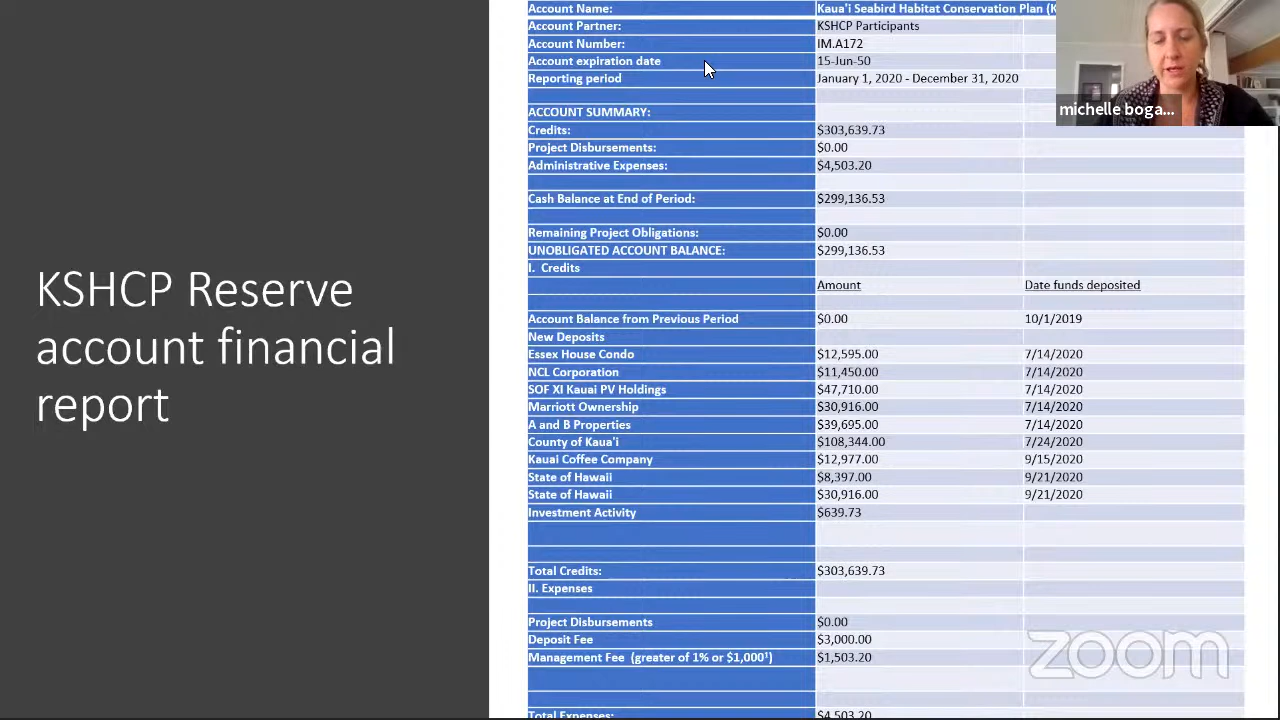 KSHCP Reserve
account financial
report
Account Name: Kaua'i Seabird Habitat Conservation Plan (K
Account Partner: KSHCP Participants
Account Number: IM.A172
Account expiration date 15-Jun-50
Reporting period January 1, 2020 - December 31, 2020
ACCOUNT SUMMARY:
Credits: $303,639.73
Project Disbursements: $0.00
Administrative Expenses: $4,503.20
Cash Balance at End of Period: $299,136.53
Remaining Project Obligations: $0.00
UNOBLIGATED ACCOUNT BALANCE: $299,136.53
I. Credits
Amount Date funds deposited
Account Balance from Previous Period $0.00 10/1/2019
New Deposits
Essex House Condo $12,595.00 7/14/2020
NCL Corporation $11,450.00 7/14/2020
SOF XI Kauai PV Holdings $47,710.00 7/14/2020
Marriott Ownership $30,916.00 7/14/2020
A and B Properties $39,695.00 7/14/2020
County of Kaua'i $108,344.00 7/24/2020
Kauai Coffee Company $12,977.00 9/15/2020
State of Hawaii $8,397.00 9/21/2020
State of Hawaii $30,916.00 9/21/2020
Investment Activity $639.73
Total Credits: $303,639.73
II. Expenses
Project Disbursements $0.00
Deposit Fee $3,000.00
Management Fee (greater of 1% or $1,000¹) $1,503.20
Total Expenses: $4,503.20
michelle boga...
zoom